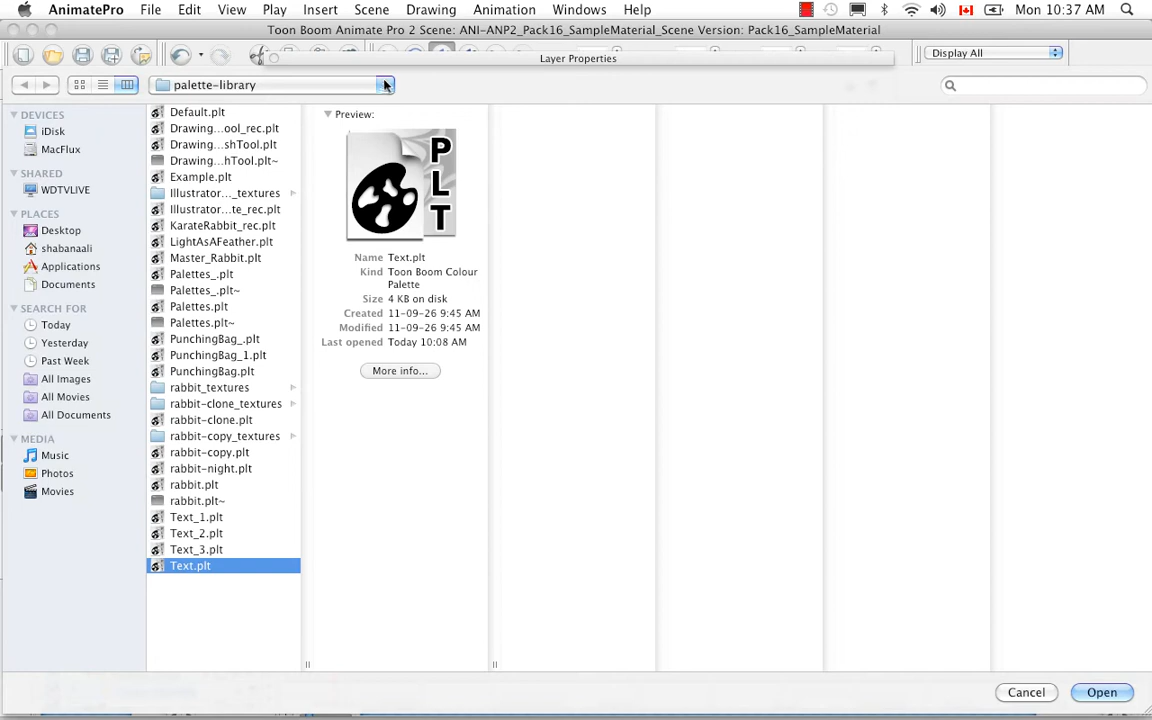 AnimatePro File Edit View Play Insert Scene Drawing Animation Windows Help Mon 10:37 AM
Toon Boom Animate Pro 2 Scene: ANI-ANP2_Pack16_SampleMaterial_Scene Version: Pack16_SampleMaterial
Display All
Layer Properties
palette-library
DEVICES
iDisk
MacFlux
SHARED
WDTVLIVE
PLACES
Desktop
shabanaali
Applications
Documents
SEARCH FOR
Today
Yesterday
Past Week
All Images
All Movies
All Documents
MEDIA
Music
Photos
Movies
Default.plt
Drawing...ool_rec.plt
Drawing...shTool.plt
Drawing...hTool.plt~
Example.plt
Illustrator..._textures
Illustrator...te_rec.plt
KarateRabbit_rec.plt
LightAsAFeather.plt
Master_Rabbit.plt
Palettes_.plt
Palettes_.plt~
Palettes.plt
Palettes.plt~
PunchingBag_.plt
PunchingBag_1.plt
PunchingBag.plt
rabbit_textures
rabbit-clone_textures
rabbit-clone.plt
rabbit-copy_textures
rabbit-copy.plt
rabbit-night.plt
rabbit.plt
rabbit.plt~
Text_1.plt
Text_2.plt
Text_3.plt
Text.plt
Preview:
PLT
Name Text.plt
Kind Toon Boom Colour
Palette
Size 4 KB on disk
Created 11-09-26 9:45 AM
Modified 11-09-26 9:45 AM
Last opened Today 10:08 AM
More info...
Cancel Open